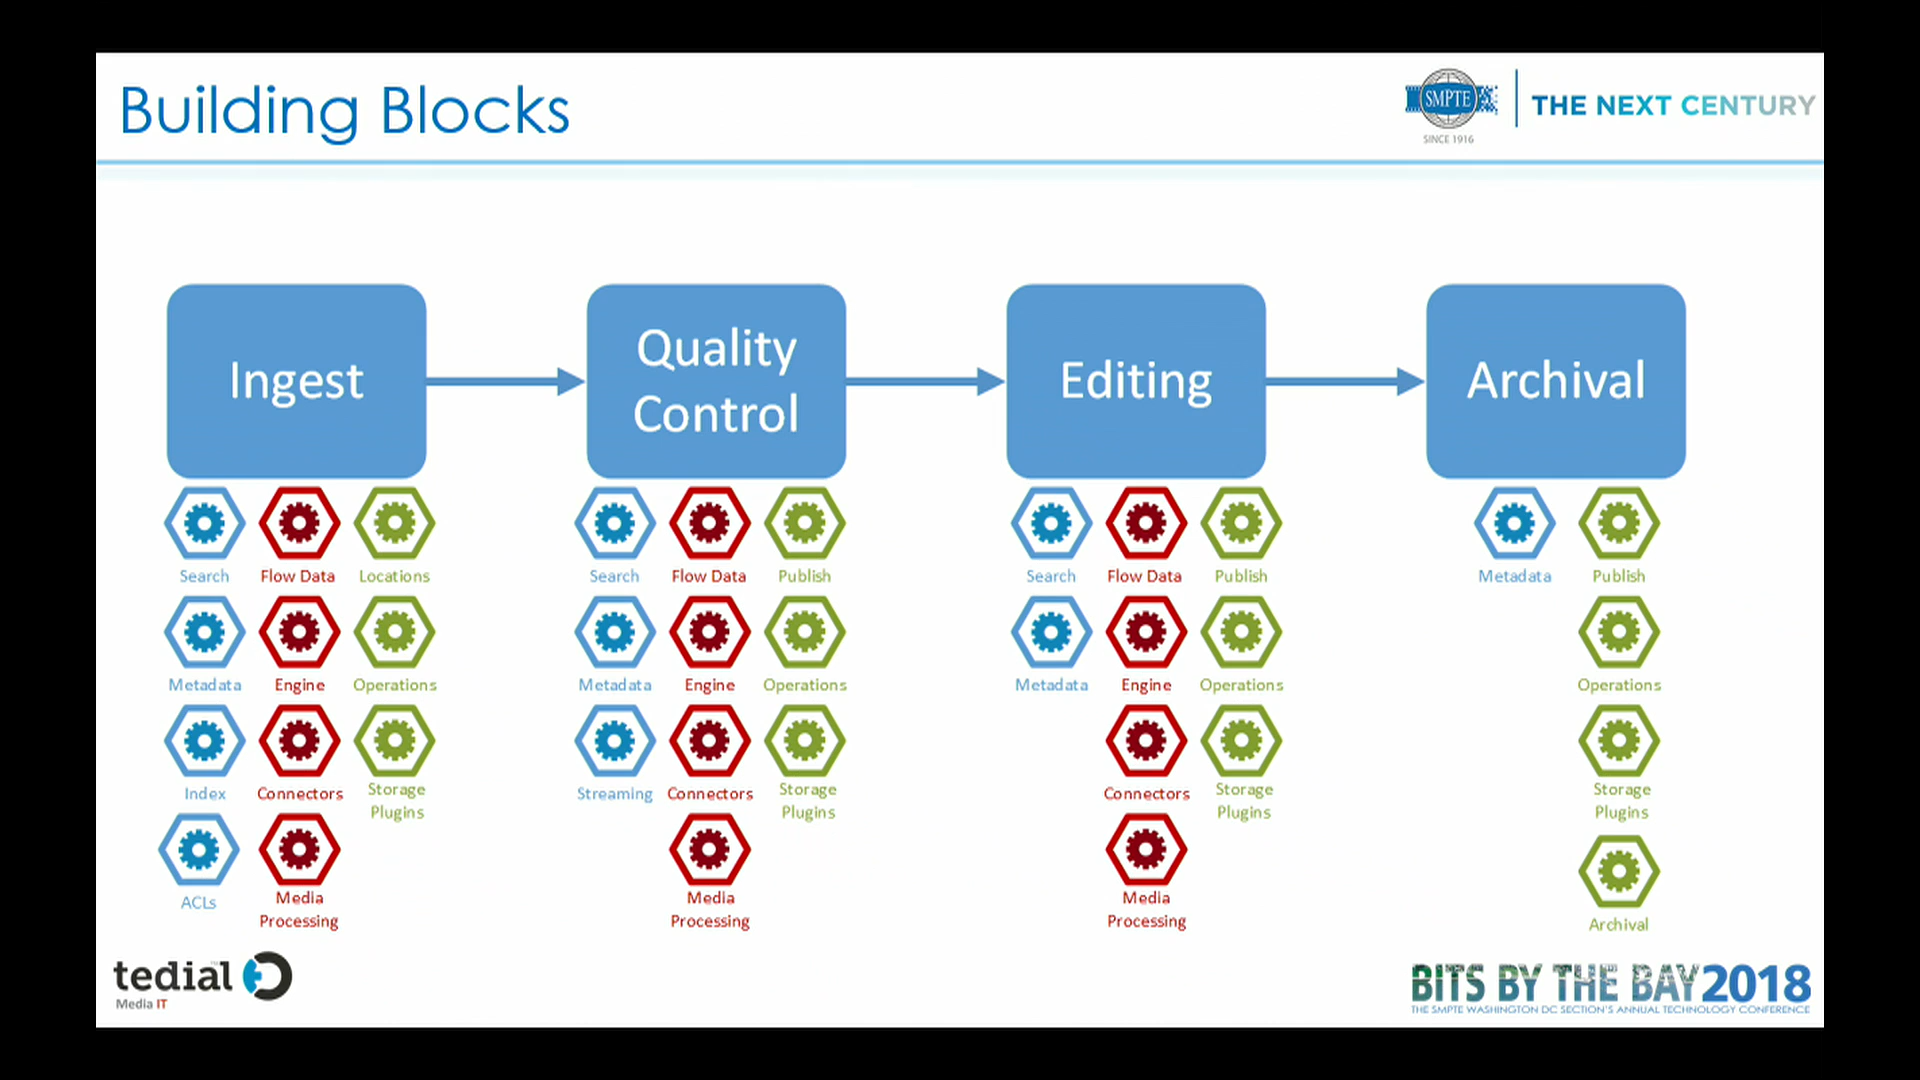 Building Blocks
SMPTE
SINCE 1916
THE NEXT CENTURY
Ingest
Quality
Control
Editing
Archival
Search Flow Data Locations
Metadata Engine Operations
Index Connectors Storage
Plugins
ACLs Media
Processing
Search Flow Data Publish
Metadata Engine Operations
Streaming Connectors Storage
Plugins
Media
Processing
Search Flow Data Publish
Metadata Engine Operations
Connectors Storage
Plugins
Media
Processing
Metadata Publish
Operations
Storage
Plugins
Archival
tedial
Media IT
BITS BY THE BAY 2018
THE SMPTE WASHINGTON DC SECTION'S ANNUAL TECHNOLOGY CONFERENCE